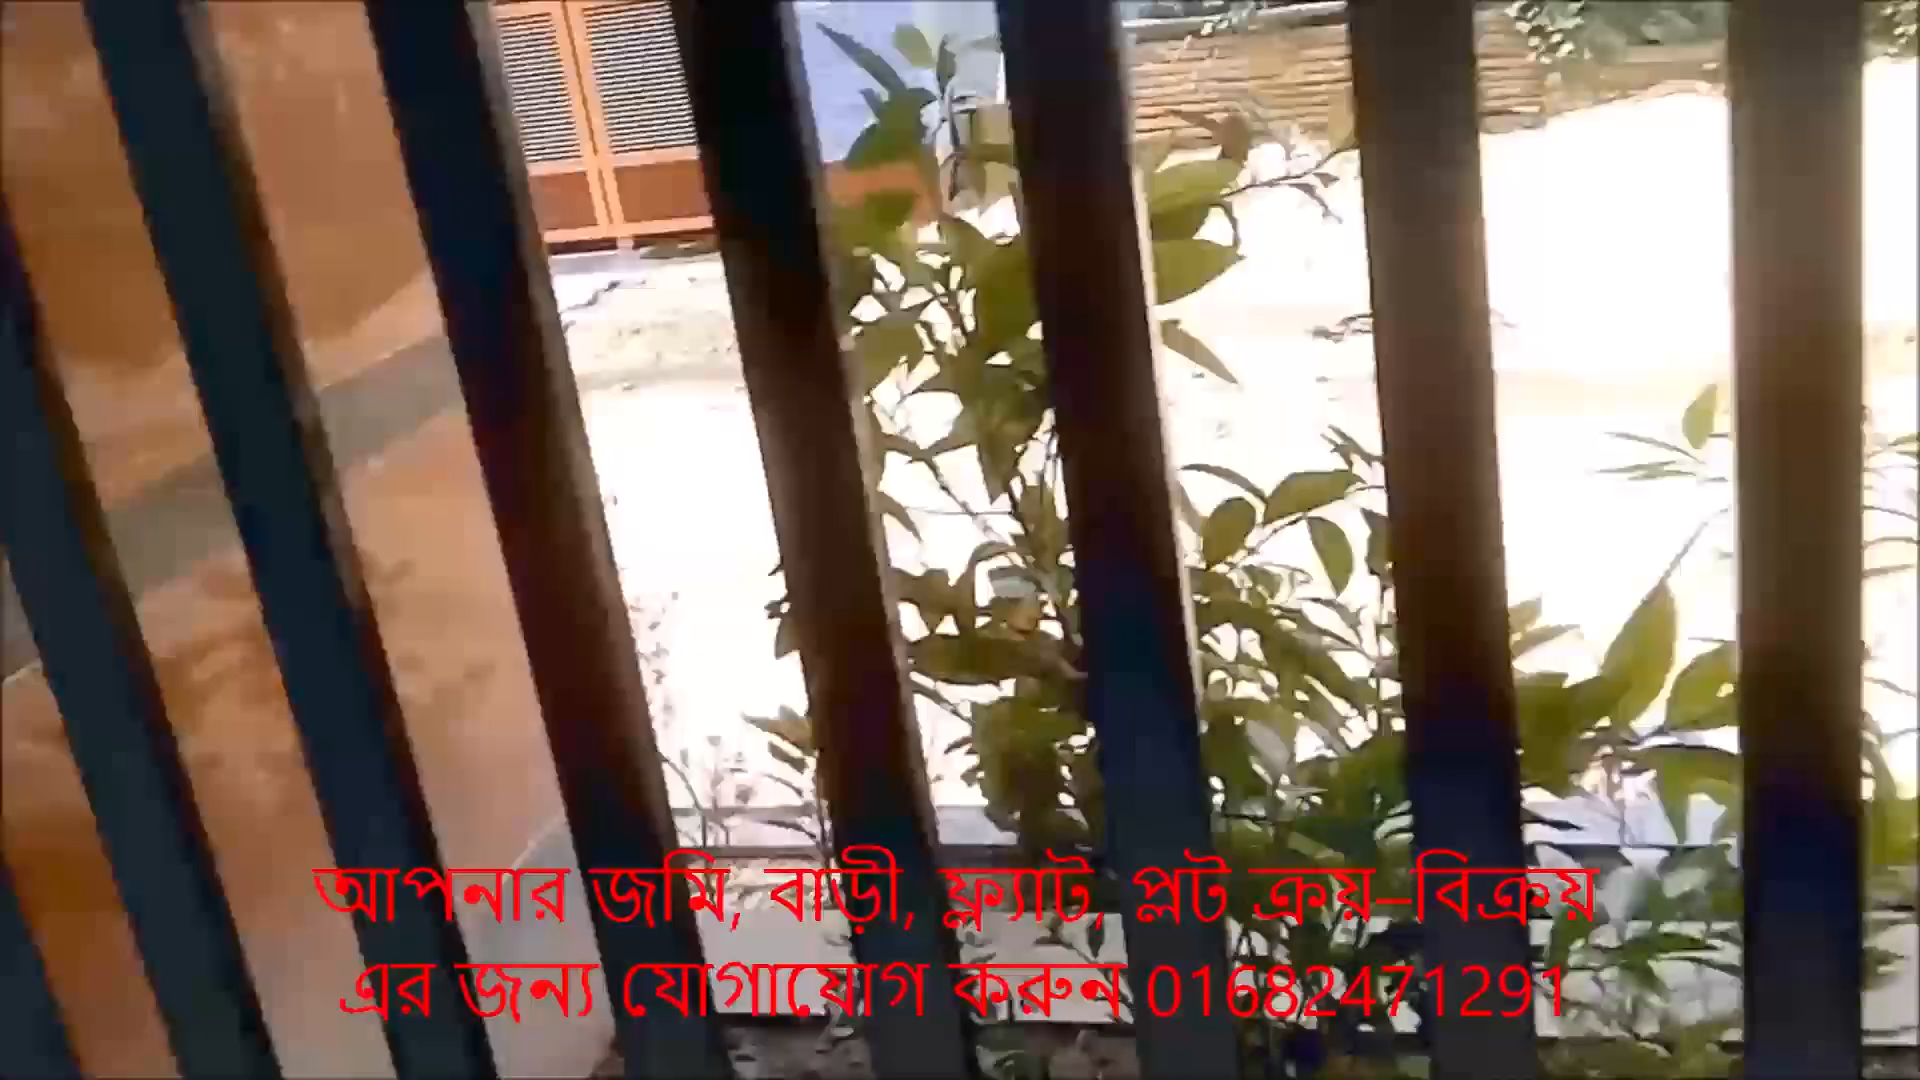 আপনার জমি, বাড়ী, ফ্ল্যাট, প্লট ক্রয়–বিক্রয়
এর জন্য যোগাযোগ করুন 01682471291